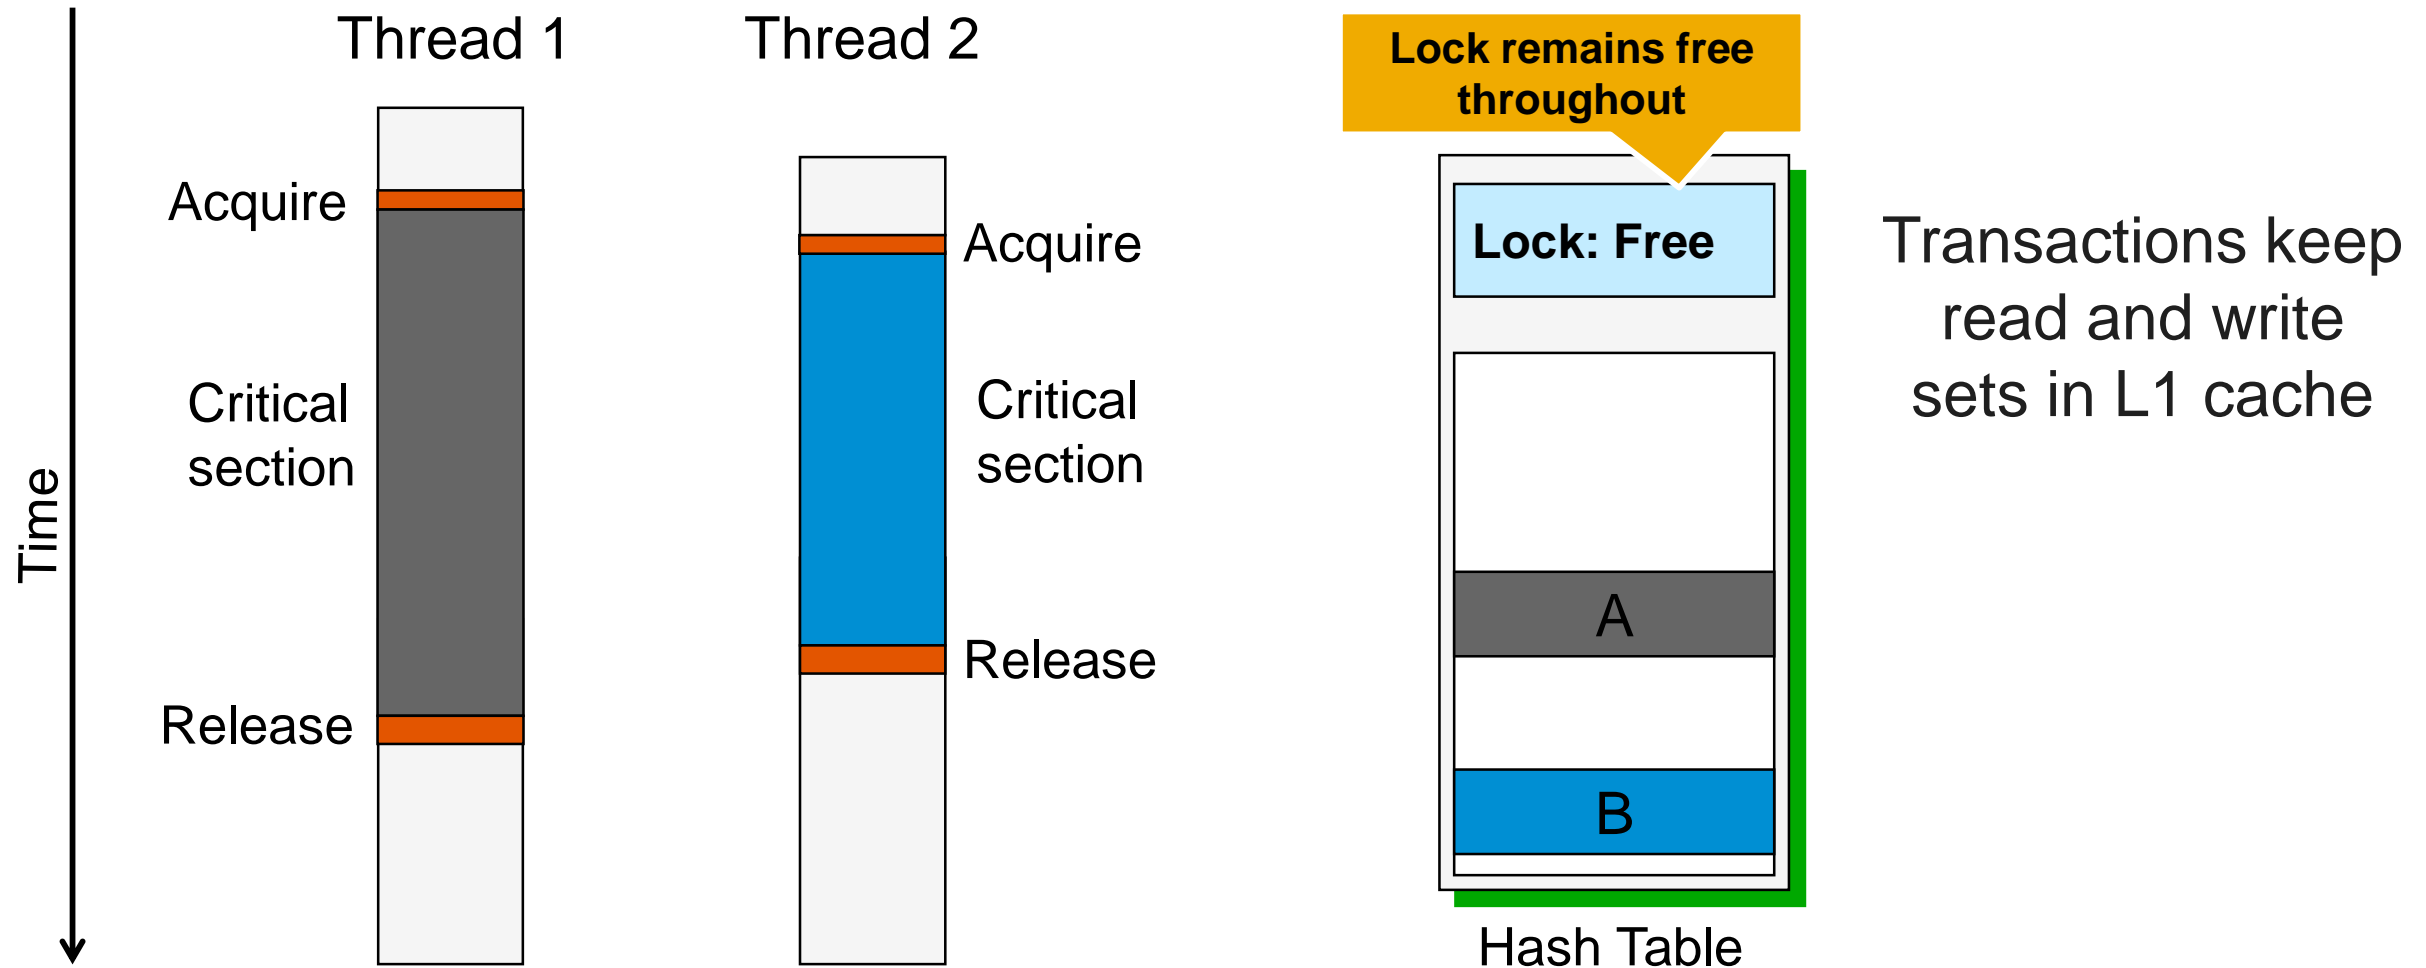 Thread 1
Thread 2
Lock remains free
throughout
Acquire
Acquire
Lock: Free
Transactions keep
read and write
sets in L1 cache
Critical
section
Critical
section
Time
A
Release
Release
B
Hash Table